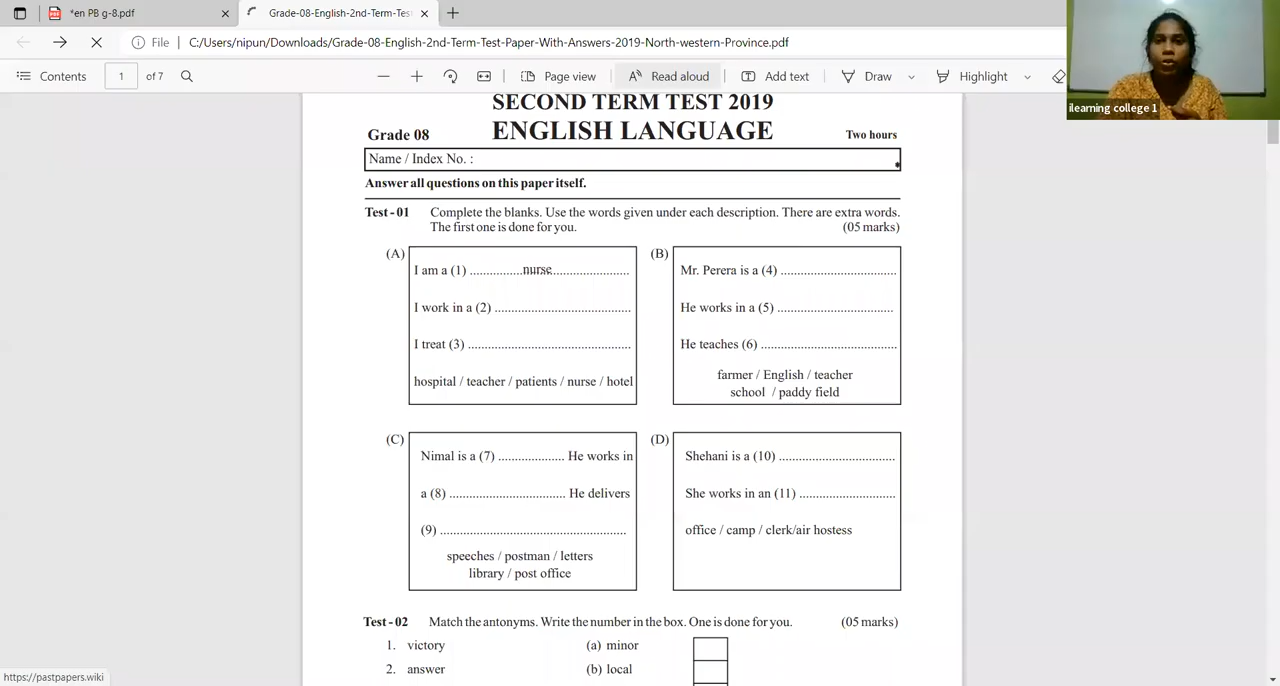 *en PB g-8.pdf
Grade-08-English-2nd-Term-Tes
File C:/Users/nipun/Downloads/Grade-08-English-2nd-Term-Test-Paper-With-Answers-2019-North-western-Province.pdf
Contents 1 of 7 Page view Read aloud Add text Draw Highlight
ilearning college 1
SECOND TERM TEST 2019
Grade 08 ENGLISH LANGUAGE Two hours
Name / Index No. :
Answer all questions on this paper itself.
Test - 01 Complete the blanks. Use the words given under each description. There are extra words.
The first one is done for you. (05 marks)
(A)
I am a (1) ................nurse........................
I work in a (2) .........................................
I treat (3) .................................................
hospital / teacher / patients / nurse / hotel
(B)
Mr. Perera is a (4) ...................................
He works in a (5) ...................................
He teaches (6) .........................................
farmer / English / teacher
school / paddy field
(C)
Nimal is a (7) .................... He works in
a (8) ................................... He delivers
(9) ........................................................
speeches / postman / letters
library / post office
(D)
Shehani is a (10) ...................................
She works in an (11) .............................
office / camp / clerk/air hostess
Test - 02 Match the antonyms. Write the number in the box. One is done for you. (05 marks)
1. victory (a) minor
2. answer (b) local
https://pastpapers.wiki